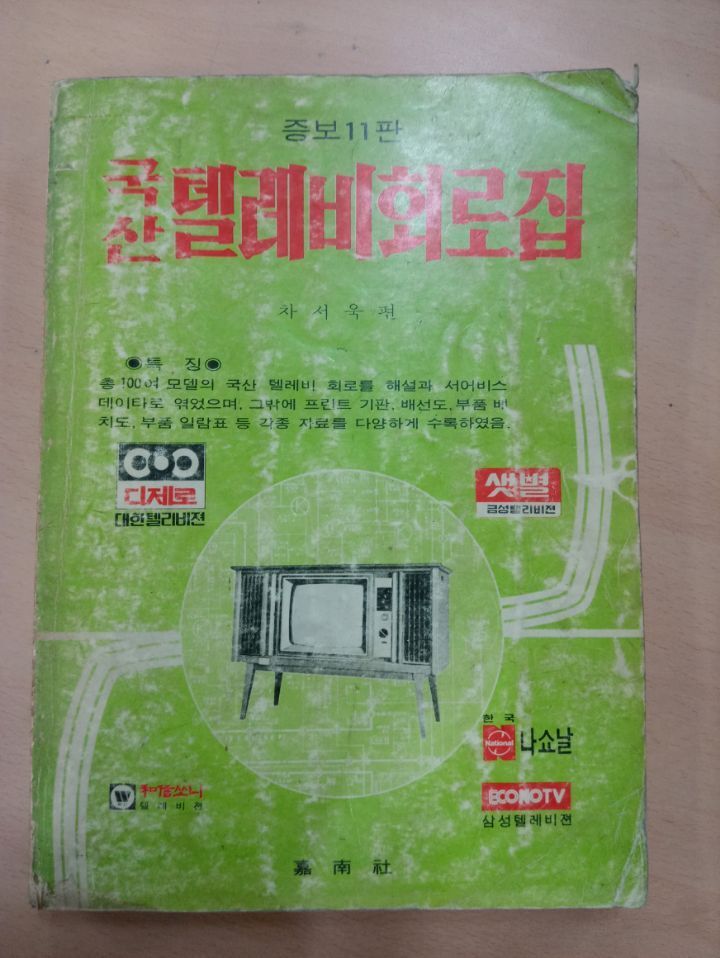 증보11판
국산 텔레비회로집
차서욱 편
◉특 징◉
총 100여 모델의 국산 텔레비 회로를 해설과 서어비스
데이타로 엮었으며, 그밖에 프린트 기판, 배선도, 부품 배
치도, 부품 일람표 등 각종 자료를 다양하게 수록하였음.
디제로
대한텔레비젼
샛별
금성텔레비젼
한국
National 나쇼날
W
텔레비젼
ECONOTV
삼성텔레비젼
嘉南社